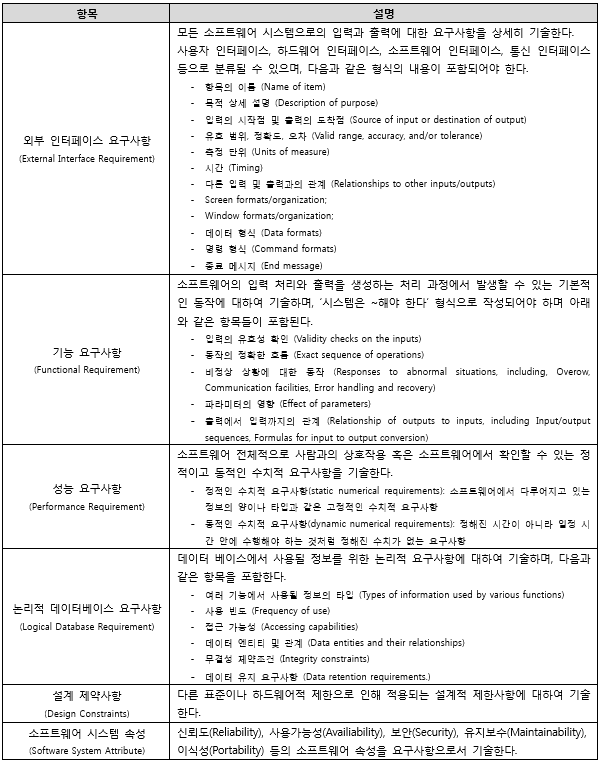 항목
설명
외부 인터페이스 요구사항
(External Interface Requirement)
모든 소프트웨어 시스템으로의 입력과 출력에 대한 요구사항을 상세히 기술한다.
사용자 인터페이스, 하드웨어 인터페이스, 소프트웨어 인터페이스, 통신 인터페이스
등으로 분류될 수 있으며, 다음과 같은 형식의 내용이 포함되어야 한다.
- 항목의 이름 (Name of item)
- 목적 상세 설명 (Description of purpose)
- 입력의 시작점 및 출력의 도착점 (Source of input or destination of output)
- 유효 범위, 정확도, 오차 (Valid range, accuracy, and/or tolerance)
- 측정 단위 (Units of measure)
- 시간 (Timing)
- 다른 입력 및 출력과의 관계 (Relationships to other inputs/outputs)
- Screen formats/organization;
- Window formats/organization;
- 데이터 형식 (Data formats)
- 명령 형식 (Command formats)
- 종료 메시지 (End message)
기능 요구사항
(Functional Requirement)
소프트웨어의 입력 처리와 출력을 생성하는 처리 과정에서 발생할 수 있는 기본적
인 동작에 대하여 기술하며, ‘시스템은 ~해야 한다’ 형식으로 작성되어야 하며 아래
와 같은 항목들이 포함된다.
- 입력의 유효성 확인 (Validity checks on the inputs)
- 동작의 정확한 흐름 (Exact sequence of operations)
- 비정상 상황에 대한 동작 (Responses to abnormal situations, including, Overow,
Communication facilities, Error handling and recovery)
- 파라미터의 영향 (Effect of parameters)
- 출력에서 입력까지의 관계 (Relationship of outputs to inputs, including Input/output
sequences, Formulas for input to output conversion)
성능 요구사항
(Performance Requirement)
소프트웨어 전체적으로 사람과의 상호작용 혹은 소프트웨어에서 확인할 수 있는 정
적이고 동적인 수치적 요구사항을 기술한다.
- 정적인 수치적 요구사항(static numerical requirements): 소프트웨어에서 다루어지고 있는
정보의 양이나 타입과 같은 고정적인 수치적 요구사항
- 동적인 수치적 요구사항(dynamic numerical requirements): 정해진 시간이 아니라 일정 시
간 안에 수행해야 하는 것처럼 정해진 수치가 없는 요구사항
논리적 데이터베이스 요구사항
(Logical Database Requirement)
데이터 베이스에서 사용될 정보를 위한 논리적 요구사항에 대하여 기술하며, 다음과
같은 항목을 포함한다.
- 여러 기능에서 사용될 정보의 타입 (Types of information used by various functions)
- 사용 빈도 (Frequency of use)
- 접근 가능성 (Accessing capabilities)
- 데이터 엔티티 및 관계 (Data entities and their relationships)
- 무결성 제약조건 (Integrity constraints)
- 데이터 유지 요구사항 (Data retention requirements.)
설계 제약사항
(Design Constraints)
다른 표준이나 하드웨어적 제한으로 인해 적용되는 설계적 제한사항에 대하여 기술
한다.
소프트웨어 시스템 속성
(Software System Attribute)
신뢰도(Reliability), 사용가능성(Availiability), 보안(Security), 유지보수(Maintainability),
이식성(Portability) 등의 소프트웨어 속성을 요구사항으로서 기술한다.